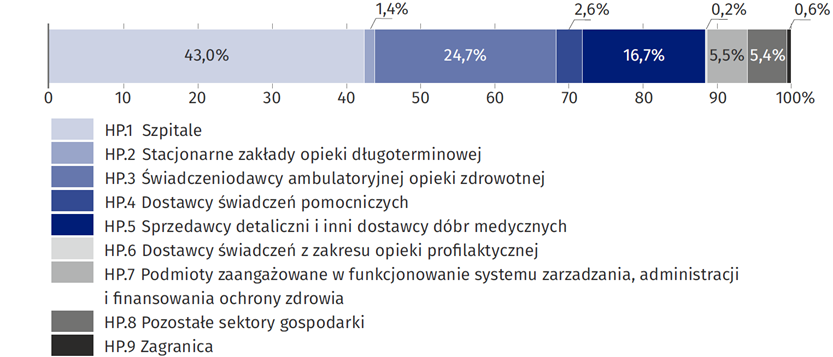 1,4% 2,6% 0,2% 0,6%
43,0% 24,7% 16,7% 5,5% 5,4%
0 10 20 30 40 50 60 70 80 90 100%
HP.1 Szpitale
HP.2 Stacjonarne zakłady opieki długoterminowej
HP.3 Świadczeniodawcy ambulatoryjnej opieki zdrowotnej
HP.4 Dostawcy świadczeń pomocniczych
HP.5 Sprzedawcy detaliczni i inni dostawcy dóbr medycznych
HP.6 Dostawcy świadczeń z zakresu opieki profilaktycznej
HP.7 Podmioty zaangażowane w funkcjonowanie systemu zarzadzania, administracji
i finansowania ochrony zdrowia
HP.8 Pozostałe sektory gospodarki
HP.9 Zagranica